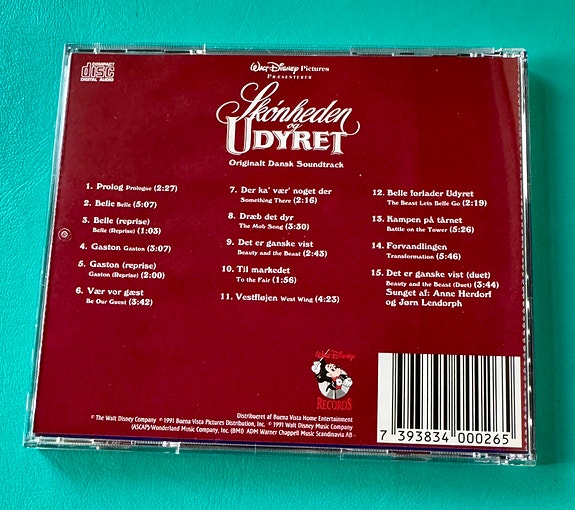 COMPACT
disc
DIGITAL AUDIO
WALT DISNEY Pictures
PRÆSENTERER
Skønheden
og
UDYRET
Originalt Dansk Soundtrack
1. Prolog Prologue (2:27)
2. Belle Belle (5:07)
3. Belle (reprise)
Belle (Reprise) (1:03)
4. Gaston Gaston (3:07)
5. Gaston (reprise)
Gaston (Reprise) (2:00)
6. Vær vor gæst
Be Our Guest (3:42)
7. Der ka' vær' noget der
Something There (2:16)
8. Dræb det dyr
The Mob Song (3:30)
9. Det er ganske vist
Beauty and the Beast (2:43)
10. Til markedet
To the Fair (1:56)
11. Vestfløjen West Wing (4:23)
12. Belle forlader Udyret
The Beast Lets Belle Go (2:19)
13. Kampen på tårnet
Battle on the Tower (5:26)
14. Forvandlingen
Transformation (5:46)
15. Det er ganske vist (duet)
Beauty and the Beast (Duet) (3:44)
Sunget af: Anne Herdorf
og Jørn Lendorph
WALT DISNEY
RECORDS
Distribueret af Buena Vista Home Entertainment
© The Walt Disney Company ℗ 1991 Buena Vista Pictures Distribution, Inc. © 1991 Walt Disney Music Company
(ASCAP)/Wonderland Music Company, Inc. (BMI) ADM Warner Chappell Music Scandinavia AB
7 393834 000265